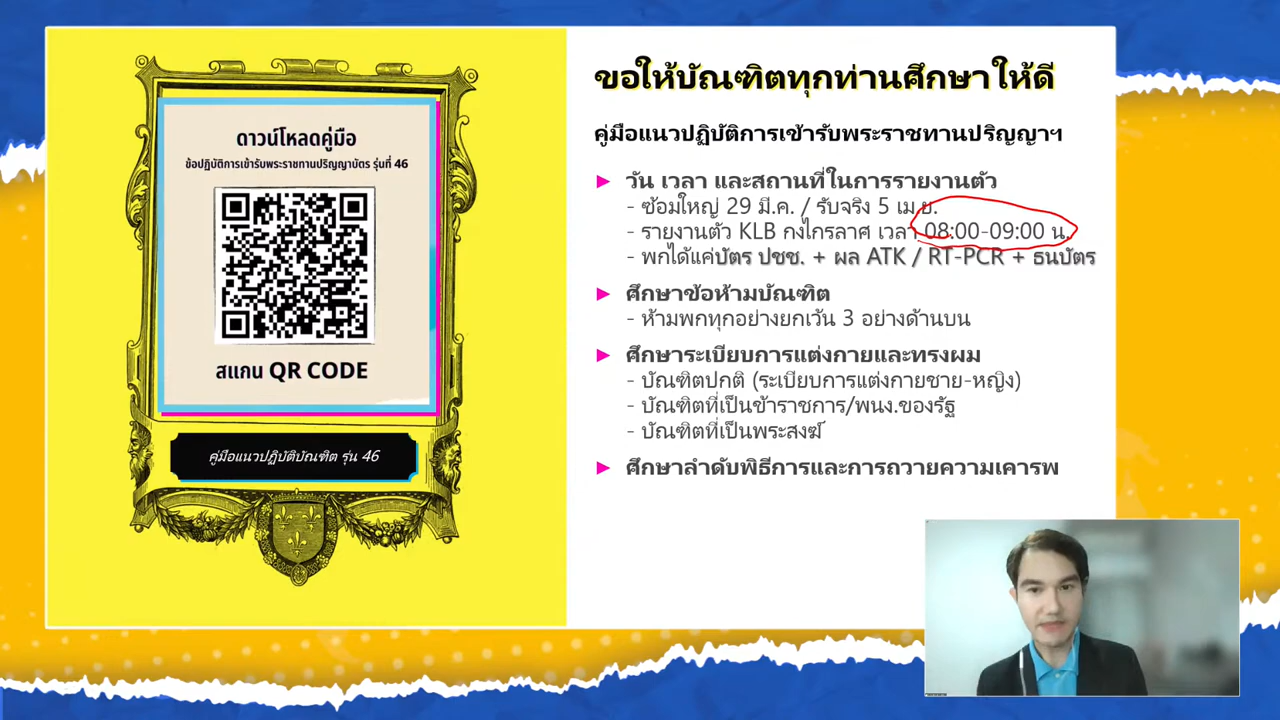 ดาวน์โหลดคู่มือ
ข้อปฏิบัติการเข้ารับพระราชทานปริญญาบัตร รุ่นที่ 46
สแกน QR CODE
คู่มือแนวปฏิบัติบัณฑิต รุ่น 46
ขอให้บัณฑิตทุกท่านศึกษาให้ดี
คู่มือแนวปฏิบัติการเข้ารับพระราชทานปริญญาฯ
► วัน เวลา และสถานที่ในการรายงานตัว
- ซ้อมใหญ่ 29 มี.ค. / รับจริง 5 เม.ย.
- รายงานตัว KLB กงไกรลาศ เวลา 08:00-09:00 น.
- พกได้แค่บัตร ปชช. + ผล ATK / RT-PCR + ธนบัตร
► ศึกษาข้อห้ามบัณฑิต
- ห้ามพกทุกอย่างยกเว้น 3 อย่างด้านบน
► ศึกษาระเบียบการแต่งกายและทรงผม
- บัณฑิตปกติ (ระเบียบการแต่งกายชาย-หญิง)
- บัณฑิตที่เป็นข้าราชการ/พนง.ของรัฐ
- บัณฑิตที่เป็นพระสงฆ์
► ศึกษาลำดับพิธีการและการถวายความเคารพ